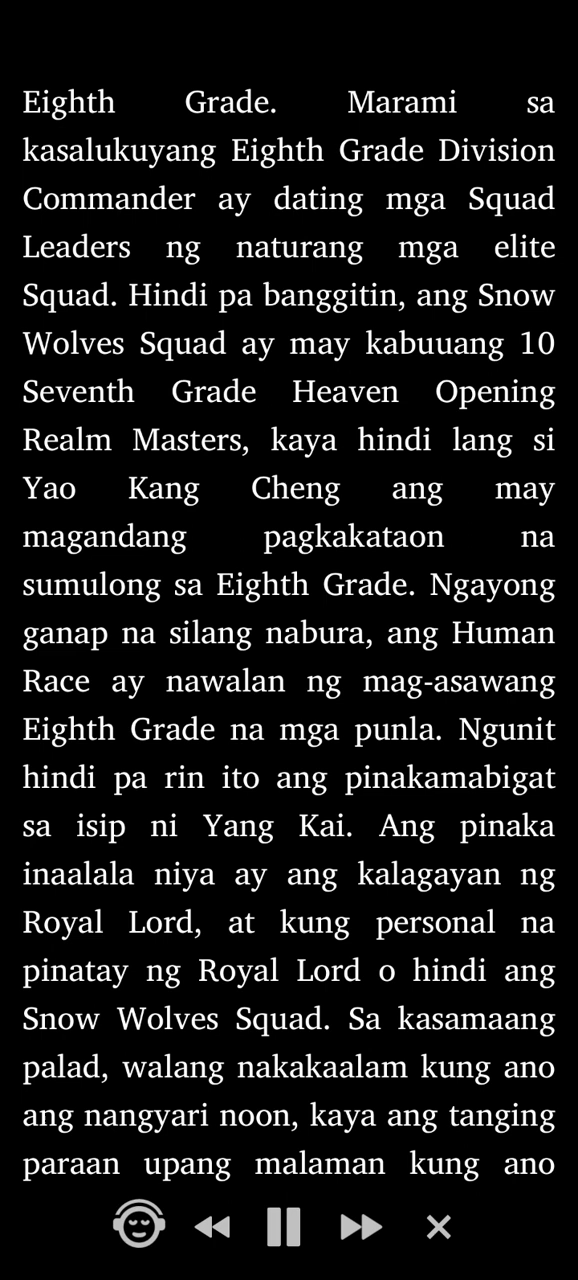 Eighth Grade. Marami sa
kasalukuyang Eighth Grade Division
Commander ay dating mga Squad
Leaders ng naturang mga elite
Squad. Hindi pa banggitin, ang Snow
Wolves Squad ay may kabuuang 10
Seventh Grade Heaven Opening
Realm Masters, kaya hindi lang si
Yao Kang Cheng ang may
magandang pagkakataon na
sumulong sa Eighth Grade. Ngayong
ganap na silang nabura, ang Human
Race ay nawalan ng mag-asawang
Eighth Grade na mga punla. Ngunit
hindi pa rin ito ang pinakamabigat
sa isip ni Yang Kai. Ang pinaka
inaalala niya ay ang kalagayan ng
Royal Lord, at kung personal na
pinatay ng Royal Lord o hindi ang
Snow Wolves Squad. Sa kasamaang
palad, walang nakakaalam kung ano
ang nangyari noon, kaya ang tanging
paraan upang malaman kung ano